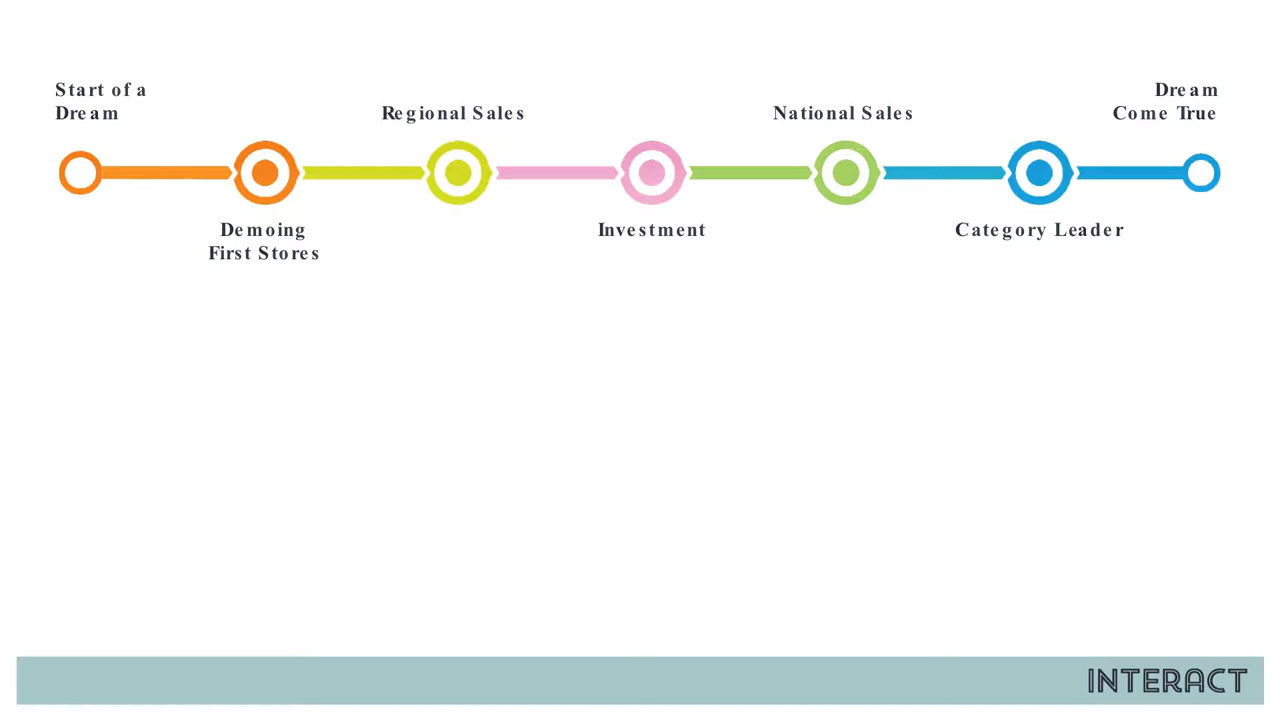 Start of a
Dream
Demoing
First Stores
Regional Sales
Investment
National Sales
Category Leader
Dream
Come True
INTERACT